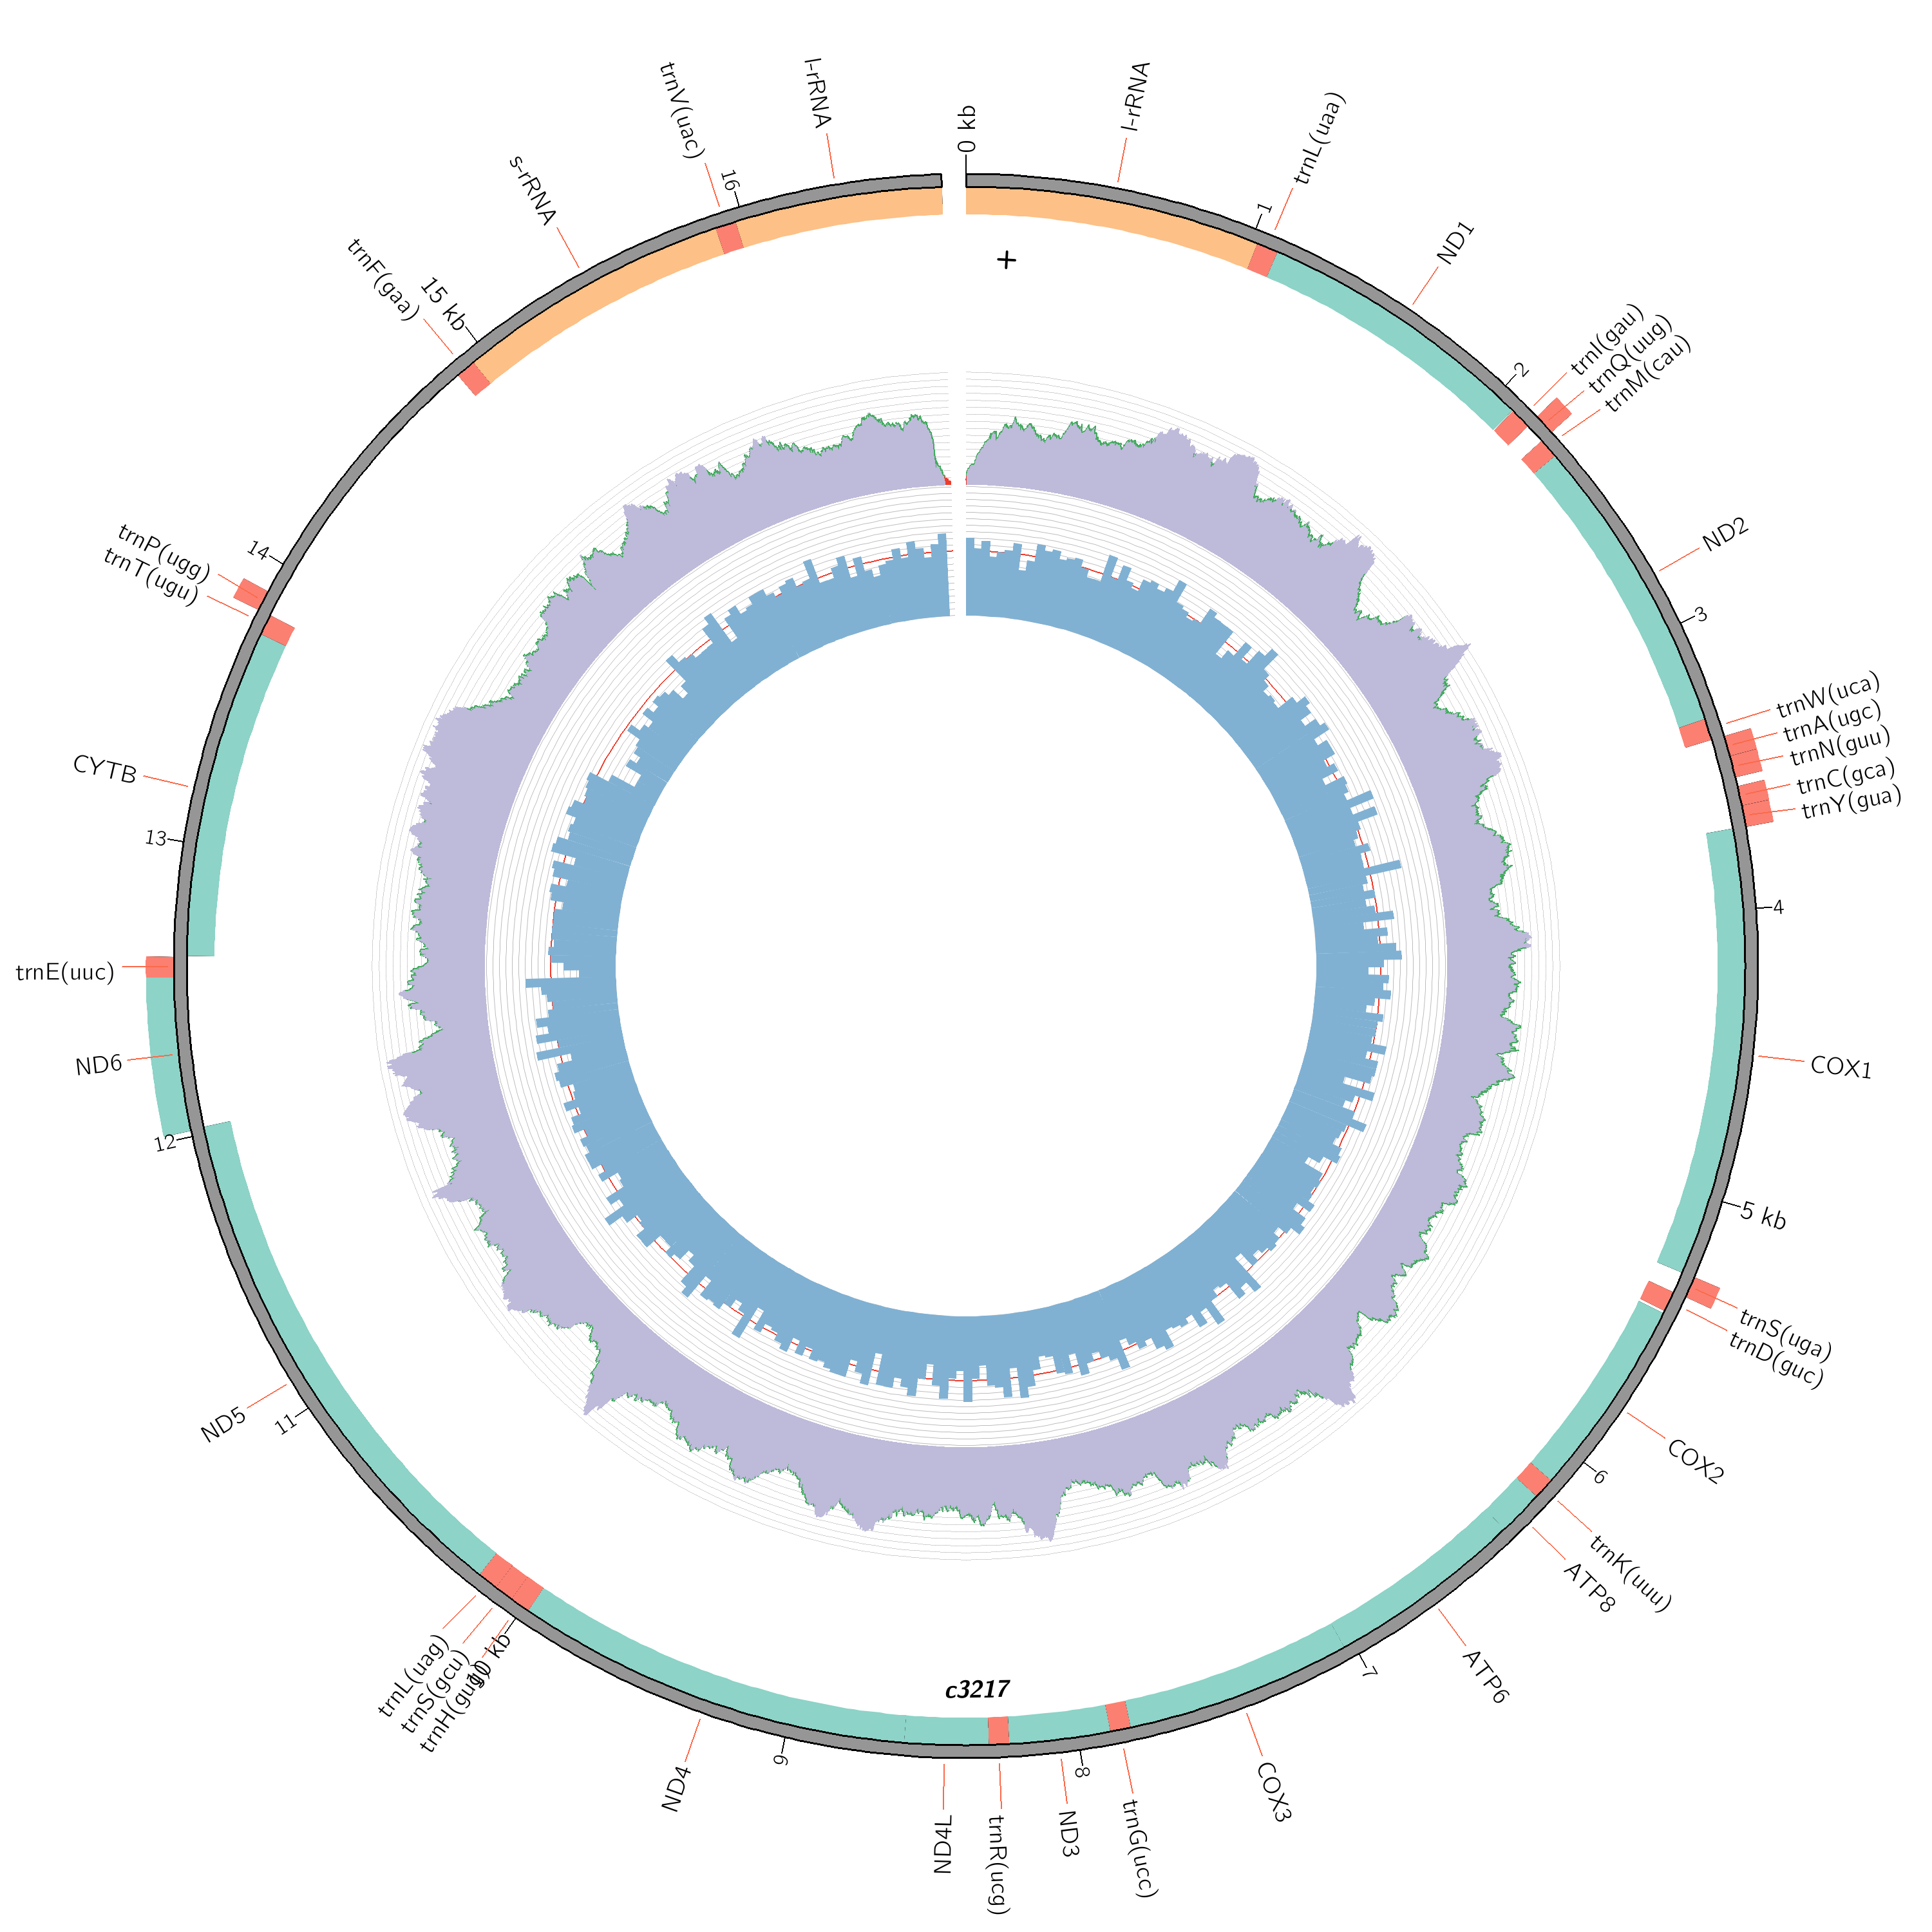 0 kb
l-rRNA
1
trnL(uaa)
ND1
2
trnI(gau)
trnQ(uug)
trnM(cau)
ND2
3
trnW(uca)
trnA(ugc)
trnN(guu)
trnC(gca)
trnY(gua)
4
COX1
5 kb
trnS(uga)
trnD(guc)
COX2
6
trnK(uuu)
ATP8
ATP6
7
COX3
trnG(ucc)
8
ND3
trnR(ucg)
ND4L
9
ND4
10 kb
trnH(gug)
trnS(gcu)
trnL(uag)
11
ND5
12
ND6
trnE(uuc)
13
CYTB
trnT(ugu)
trnP(ugg)
14
trnF(gaa)
15 kb
s-rRNA
trnV(uac)
16
l-rRNA
+
c3217